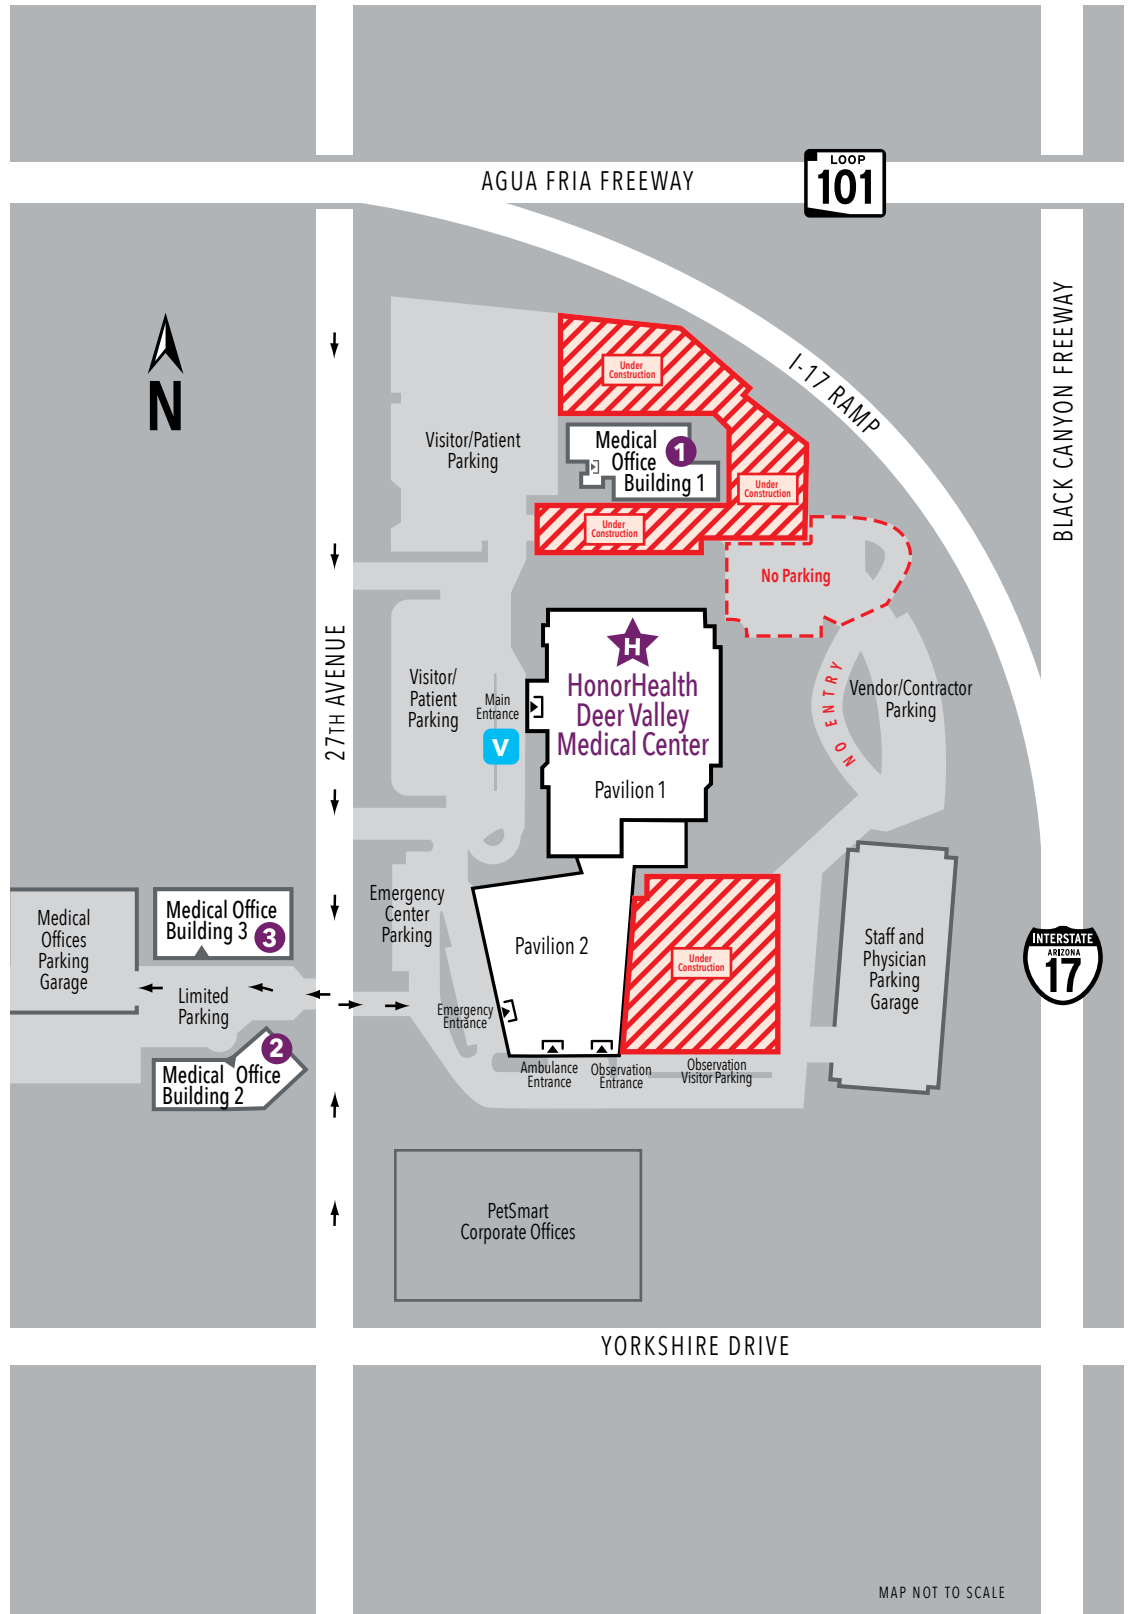 AGUA FRIA FREEWAY
LOOP
101
BLACK CANYON FREEWAY
I-17 RAMP
N
Under
Construction
Visitor/Patient
Parking
Medical
Office
Building 1
1
Under
Construction
Under
Construction
No Parking
27TH AVENUE
H
HonorHealth
Deer Valley
Medical Center
Pavilion 1
Visitor/
Patient
Parking
Main
Entrance
V
NO ENTRY
Vendor/Contractor
Parking
Medical
Offices
Parking
Garage
Medical Office
Building 3
3
Emergency
Center
Parking
Pavilion 2
Under
Construction
Staff and
Physician
Parking
Garage
INTERSTATE
ARIZONA
17
Limited
Parking
Emergency
Entrance
2
Medical Office
Building 2
Ambulance
Entrance
Observation
Entrance
Observation
Visitor Parking
PetSmart
Corporate Offices
YORKSHIRE DRIVE
MAP NOT TO SCALE